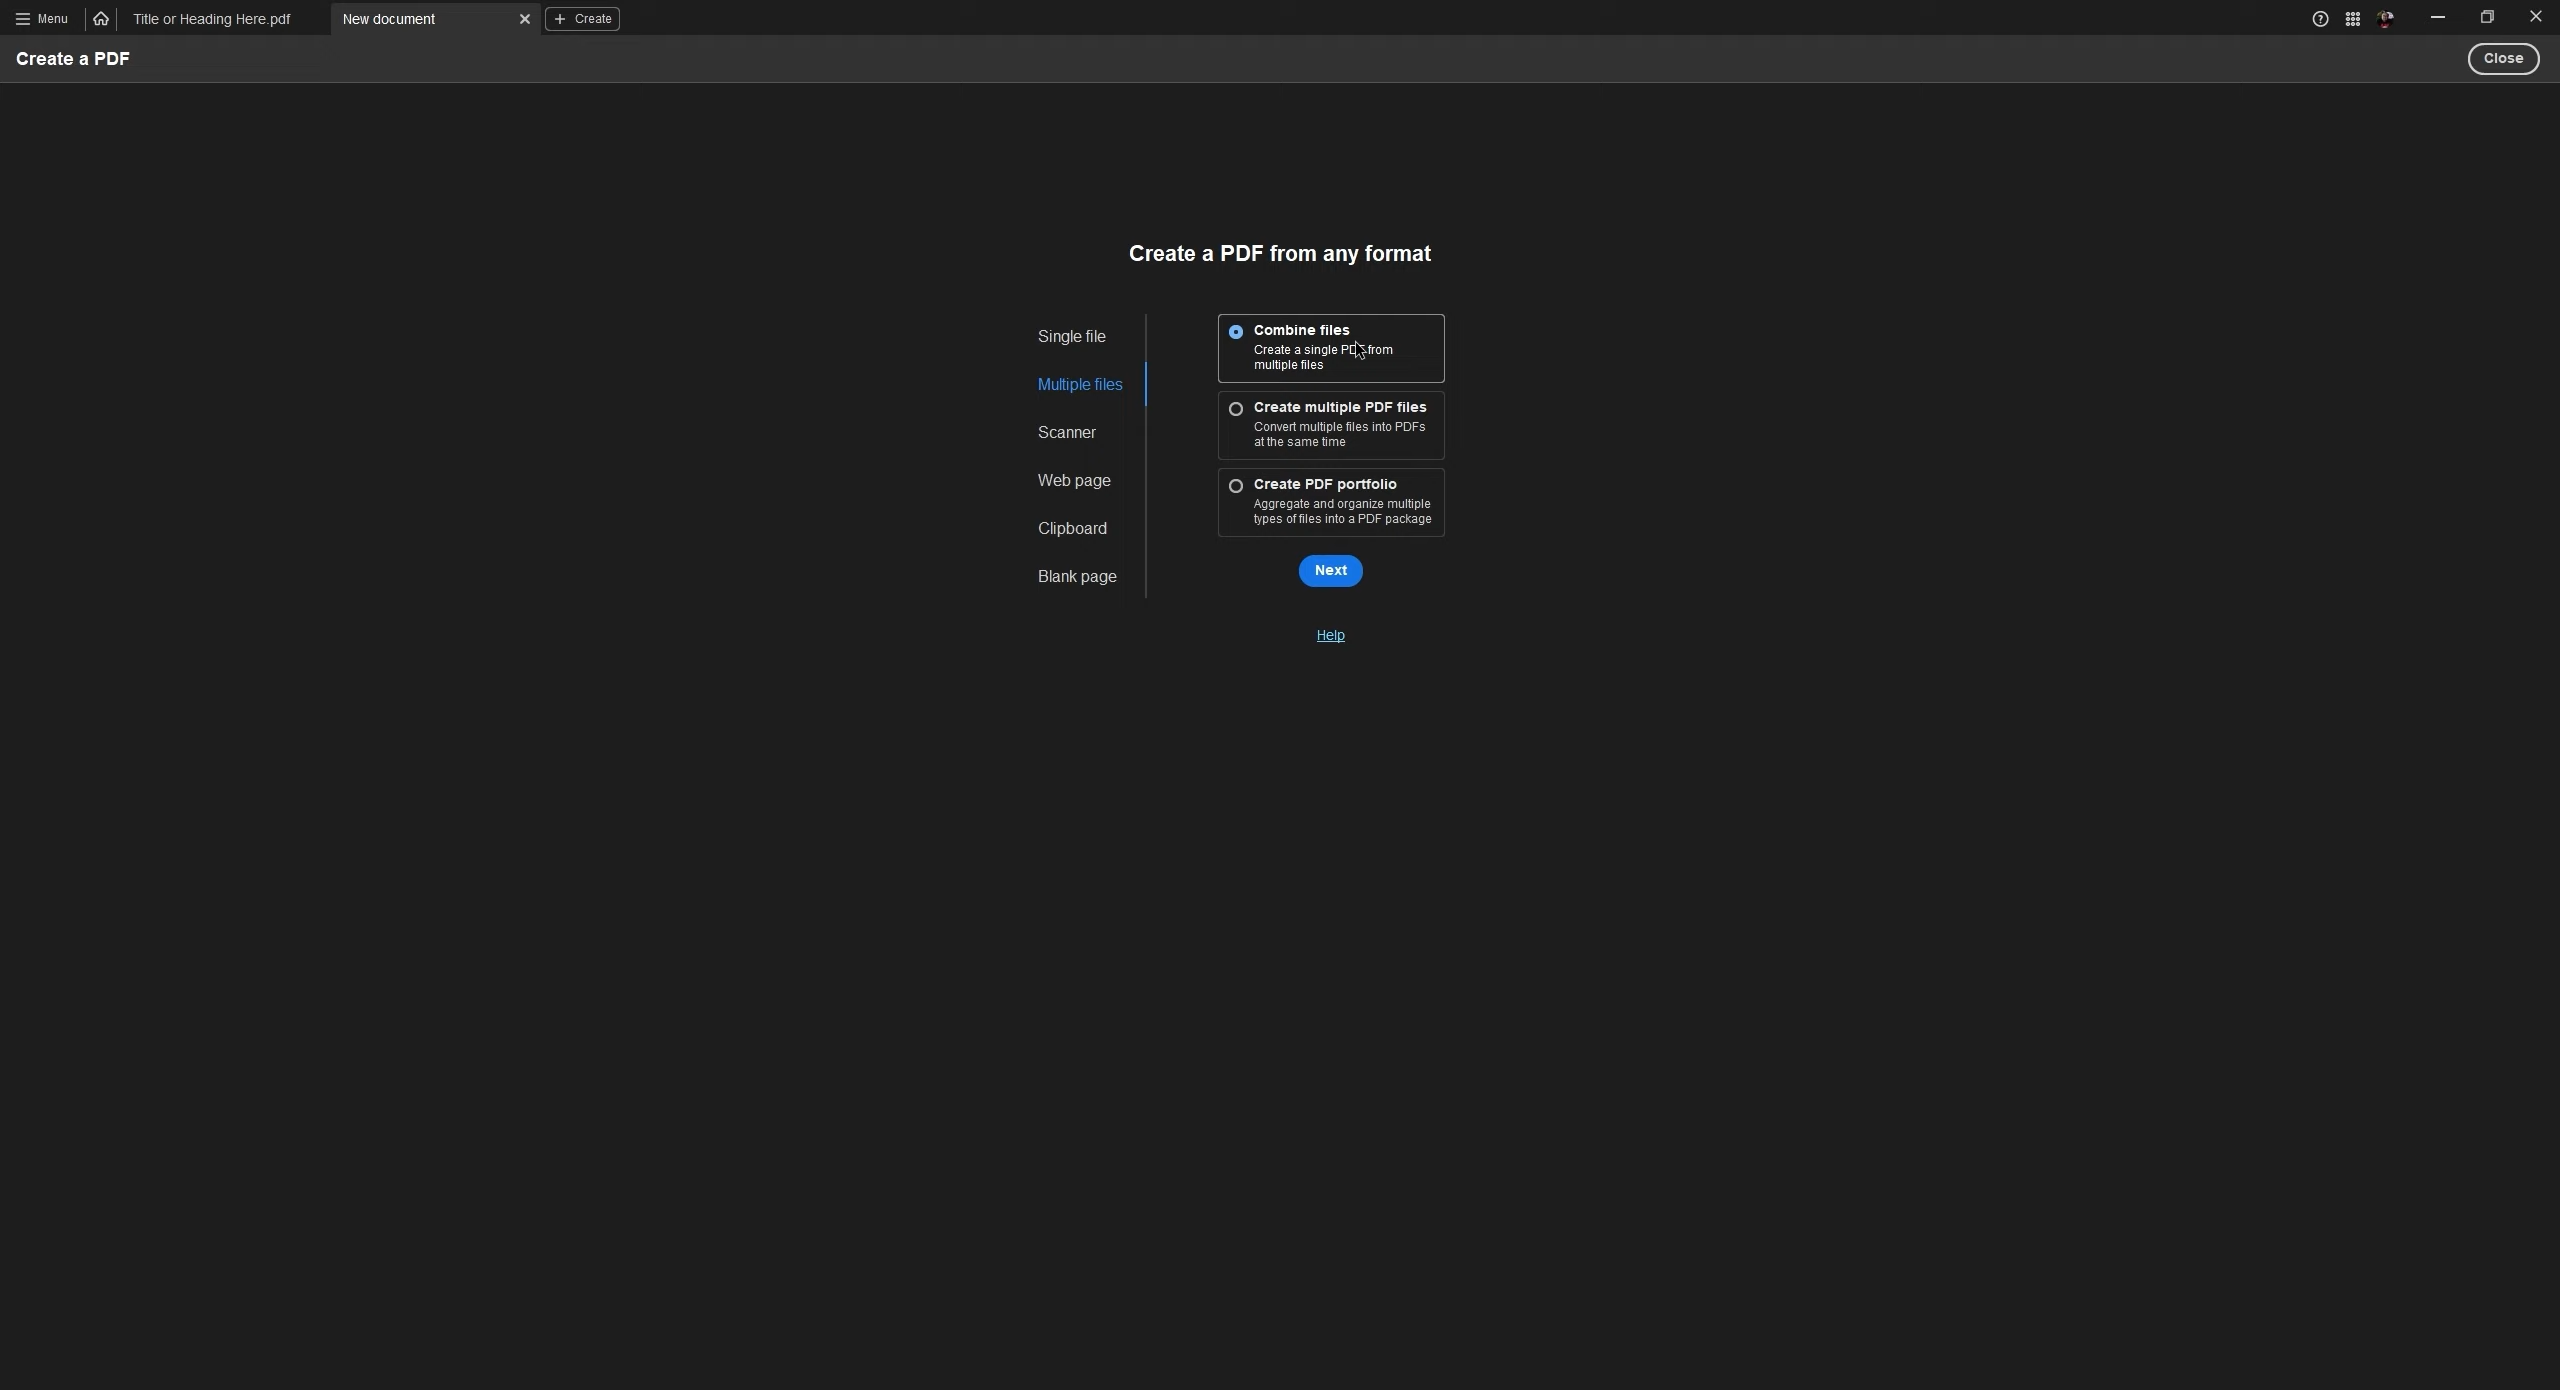 Menu
Title or Heading Here.pdf
New document
Create
Create a PDF
Close
Create a PDF from any format
Single file
Multiple files
Scanner
Web page
Clipboard
Blank page
Combine files
Create a single PDF from
multiple files
Create multiple PDF files
Convert multiple files into PDFs
at the same time
Create PDF portfolio
Aggregate and organize multiple
types of files into a PDF package
Next
Help